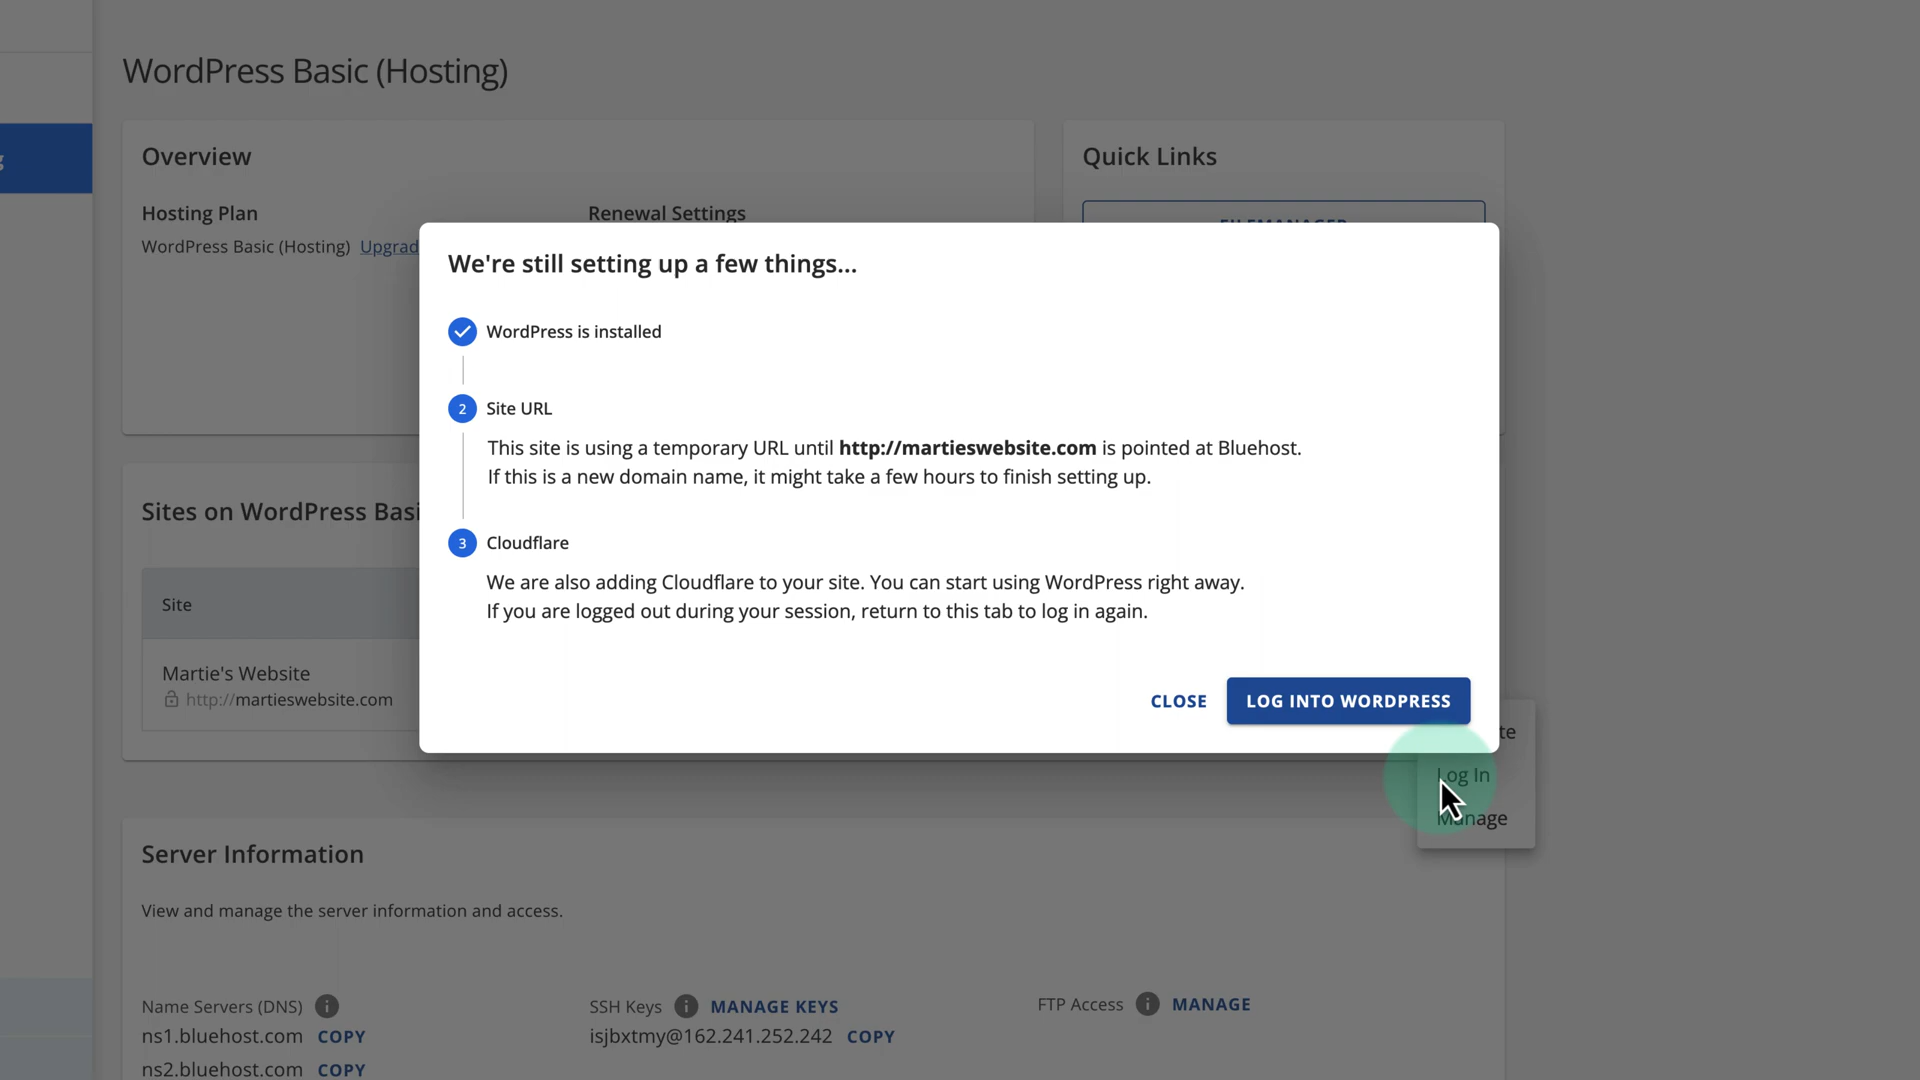 WordPress Basic (Hosting)
Overview
Quick Links
Hosting Plan
Renewal Settings
WordPress Basic (Hosting) Upgrad
FILEMANAGER
We're still setting up a few things...
WordPress is installed
2 Site URL
This site is using a temporary URL until http://martieswebsite.com is pointed at Bluehost.
If this is a new domain name, it might take a few hours to finish setting up.
3 Cloudflare
We are also adding Cloudflare to your site. You can start using WordPress right away.
If you are logged out during your session, return to this tab to log in again.
CLOSE LOG INTO WORDPRESS
Sites on WordPress Basi
Site
Martie's Website
http://martieswebsite.com
te
Log In
Manage
Server Information
View and manage the server information and access.
Name Servers (DNS)
ns1.bluehost.com COPY
ns2.bluehost.com COPY
SSH Keys MANAGE KEYS
isjbxtmy@162.241.252.242 COPY
FTP Access MANAGE